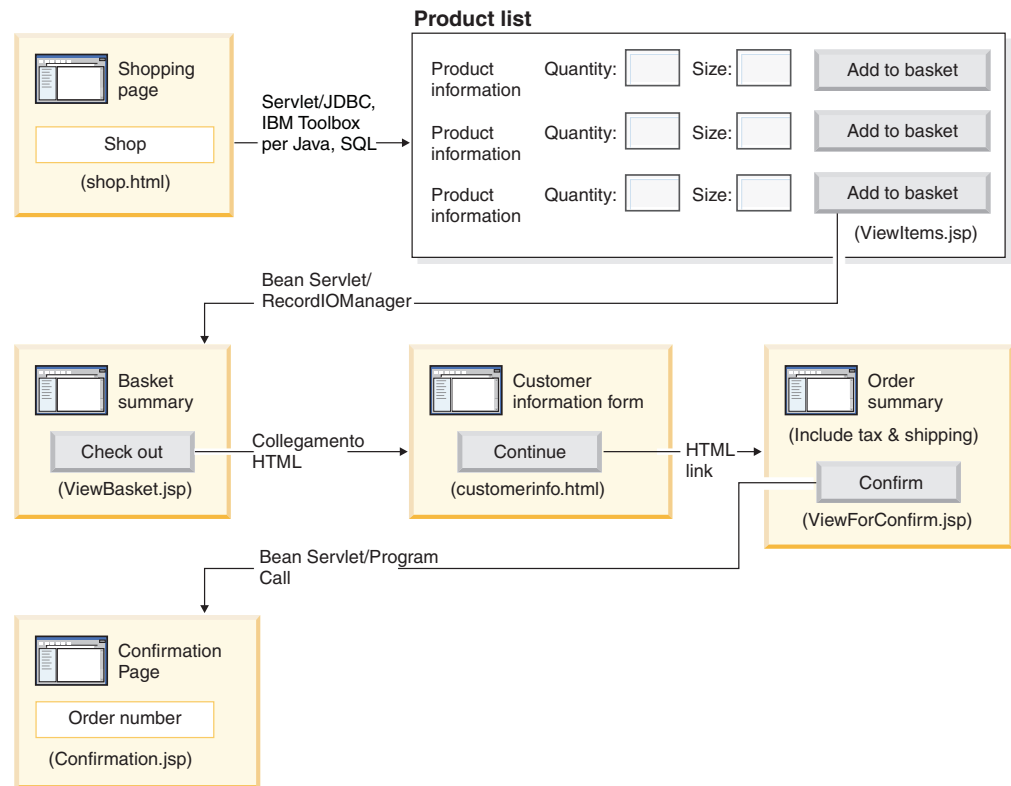 Product list
Shopping
page
Shop
(shop.html)
Servlet/JDBC,
IBM Toolbox
per Java, SQL
Product
information
Quantity:
Size:
Add to basket
Product
information
Quantity:
Size:
Add to basket
Product
information
Quantity:
Size:
Add to basket
(ViewItems.jsp)
Bean Servlet/
RecordIOManager
Basket
summary
Check out
(ViewBasket.jsp)
Collegamento
HTML
Customer
information form
Continue
(customerinfo.html)
HTML
link
Order
summary
(Include tax & shipping)
Confirm
(ViewForConfirm.jsp)
Bean Servlet/Program
Call
Confirmation
Page
Order number
(Confirmation.jsp)